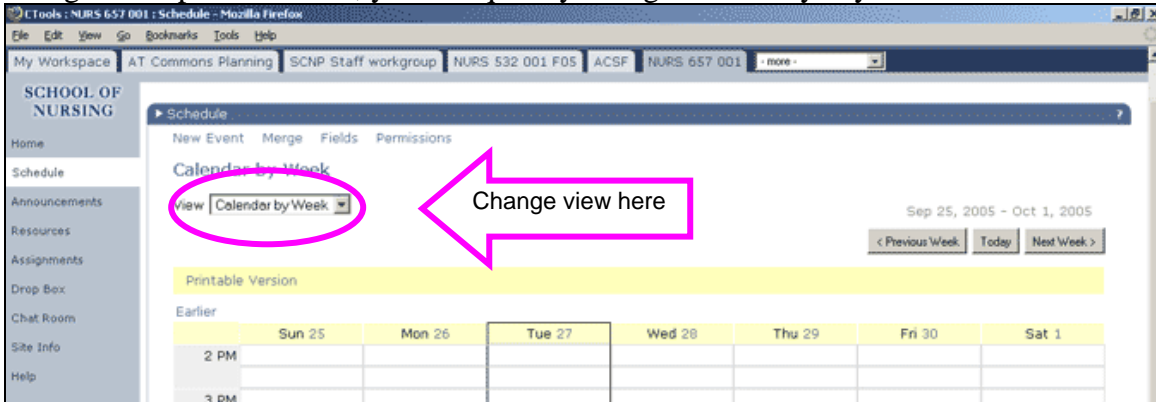 CTools : NURS 657 001 : Schedule - Mozilla Firefox
File Edit View Go Bookmarks Tools Help
My Workspace AT Commons Planning SCNP Staff workgroup NURS 532 001 F05 ACSF NURS 657 001 - more -
SCHOOL OF
NURSING
Schedule ?
New Event Merge Fields Permissions
Home
Calendar by Week
Schedule
View Calendar by Week
Change view here
Announcements
Sep 25, 2005 - Oct 1, 2005
Resources
< Previous Week Today Next Week >
Assignments
Printable Version
Drop Box
Earlier
Chat Room
Sun 25 Mon 26 Tue 27 Wed 28 Thu 29 Fri 30 Sat 1
Site Info
2 PM
Help
3 PM